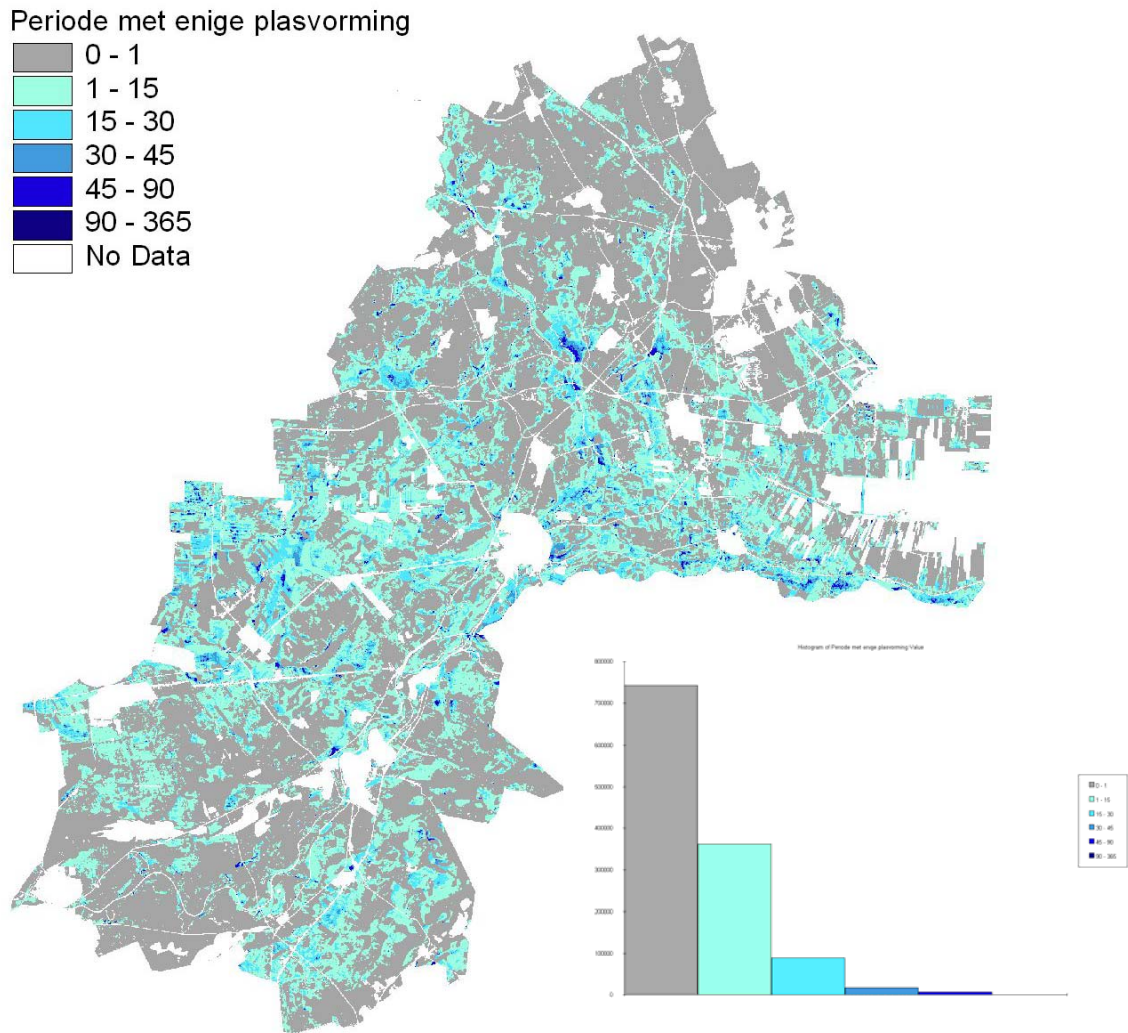 Periode met enige plasvorming
0 - 1
1 - 15
15 - 30
30 - 45
45 - 90
90 - 365
No Data
Histogram of Periode met enige plasvorming Value
800000
700000
600000
500000
400000
300000
200000
100000
0
0 - 1
1 - 15
15 - 30
30 - 45
45 - 90
90 - 365